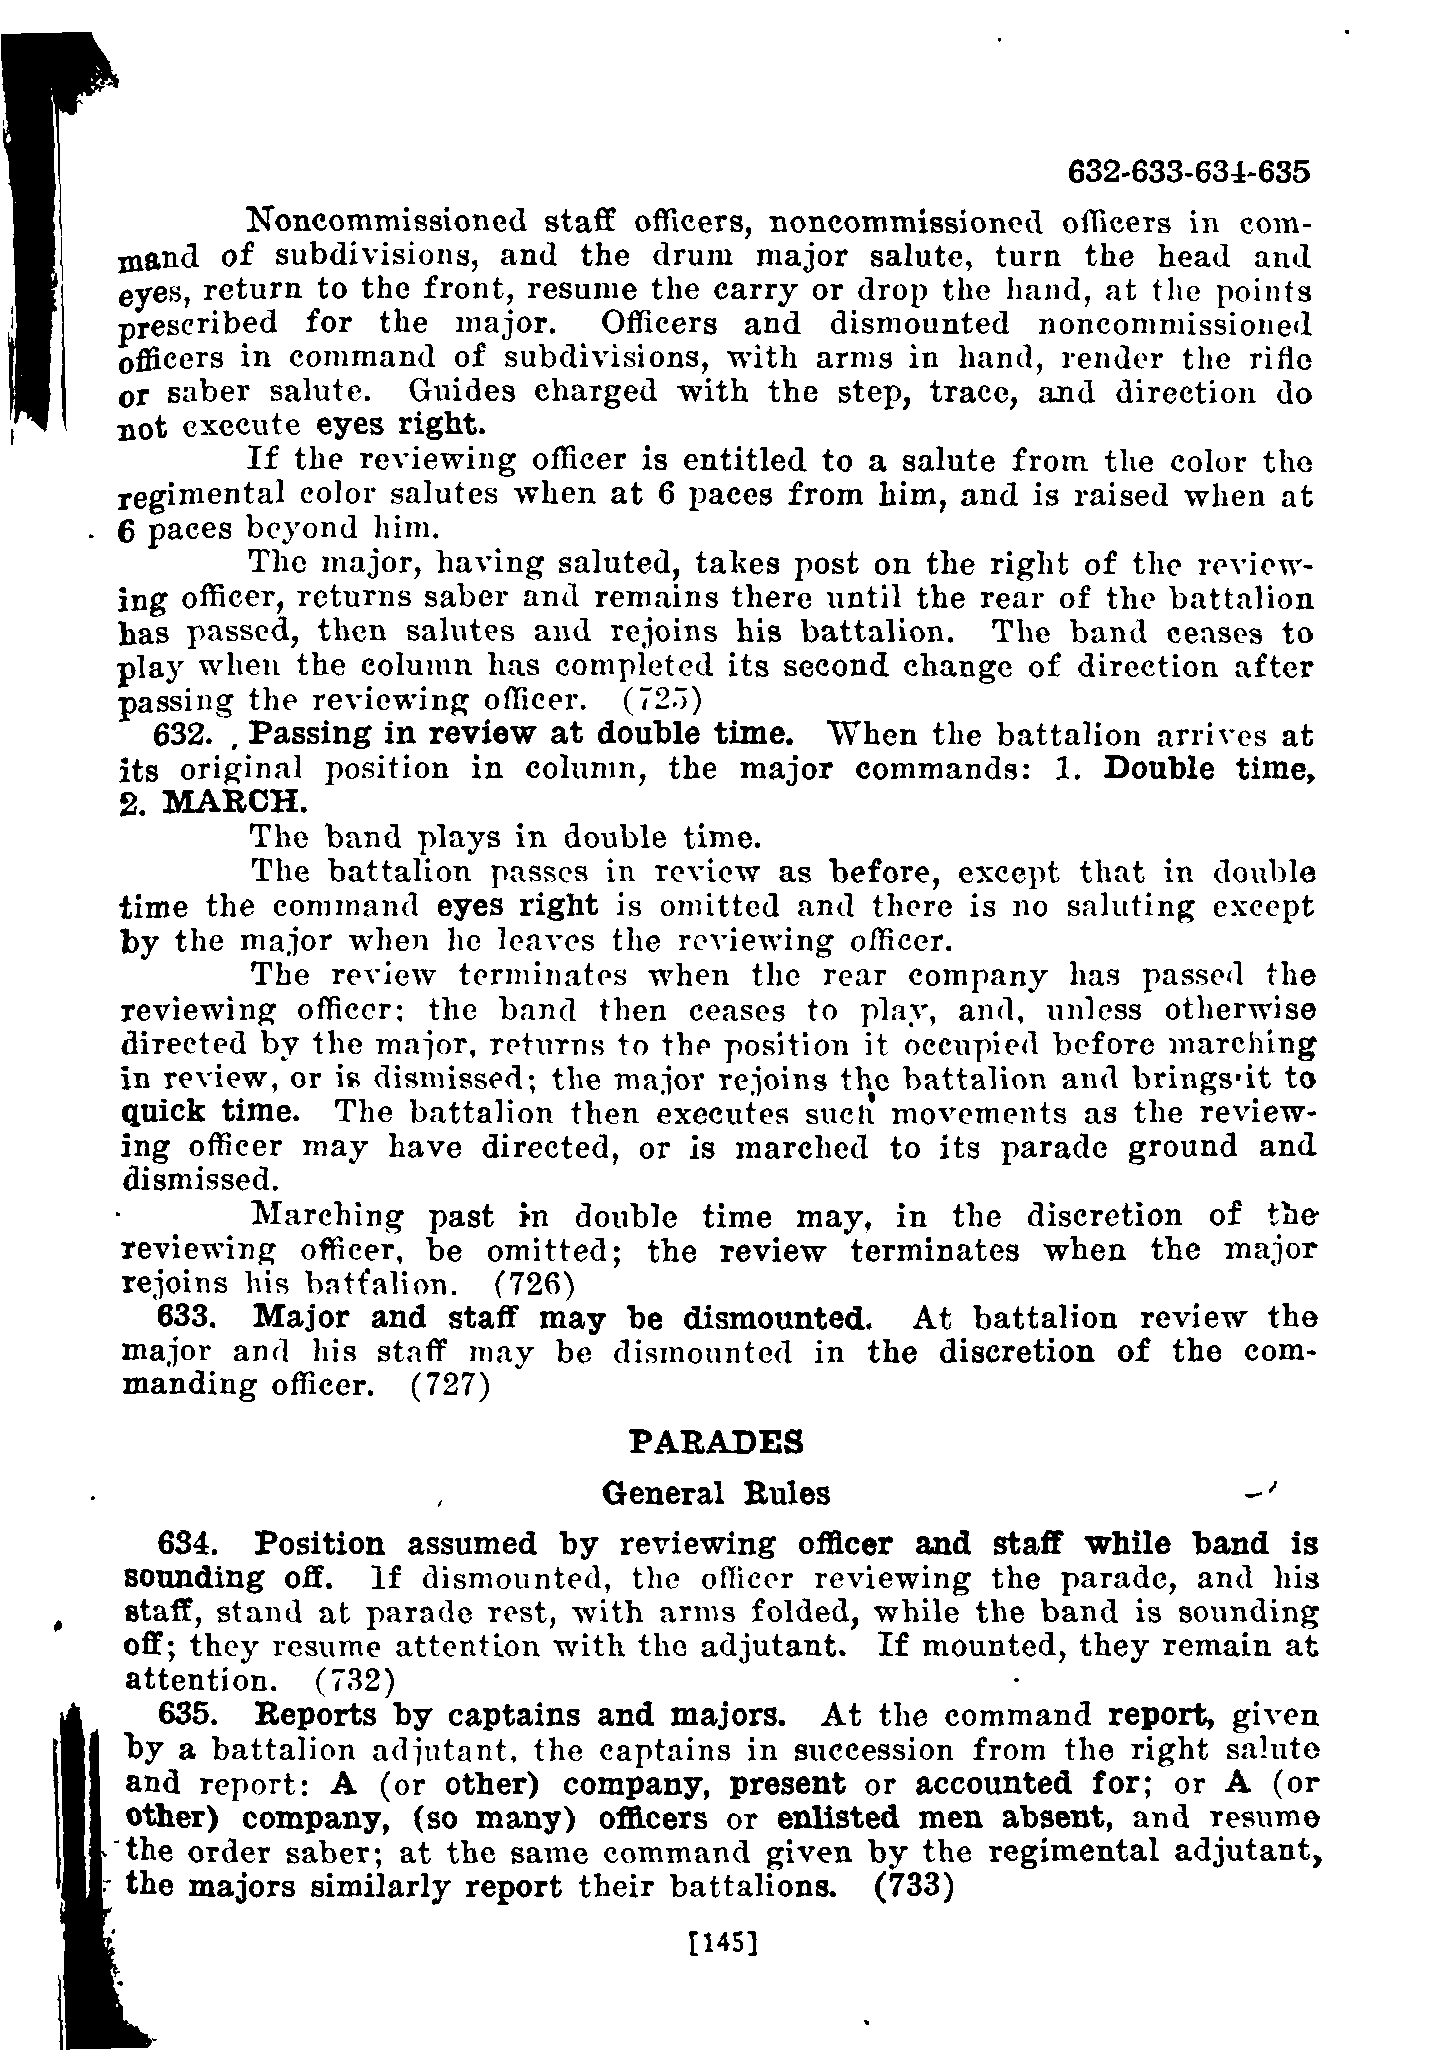 632-633-634-635
Noncommissioned staff officers, noncommissioned officers in com-
mand of subdivisions, and the drum major salute, turn the head and
eyes, return to the front, resume the carry or drop the hand, at the points
prescribed for the major. Officers and dismounted noncommissioned
officers in command of subdivisions, with arms in hand, render the rifle
or saber salute. Guides charged with the step, trace, and direction do
not execute eyes right.
If the reviewing officer is entitled to a salute from the color the
regimental color salutes when at 6 paces from him, and is raised when at
6 paces beyond him.
The major, having saluted, takes post on the right of the review-
ing officer, returns saber and remains there until the rear of the battalion
has passed, then salutes and rejoins his battalion. The band ceases to
play when the column has completed its second change of direction after
passing the reviewing officer. (725)
632. Passing in review at double time. When the battalion arrives at
its original position in column, the major commands: 1. Double time,
2. MARCH.
The band plays in double time.
The battalion passes in review as before, except that in double
time the command eyes right is omitted and there is no saluting except
by the major when he leaves the reviewing officer.
The review terminates when the rear company has passed the
reviewing officer; the band then ceases to play, and, unless otherwise
directed by the major, returns to the position it occupied before marching
in review, or is dismissed; the major rejoins the battalion and brings it to
quick time. The battalion then executes such movements as the review-
ing officer may have directed, or is marched to its parade ground and
dismissed.
Marching past in double time may, in the discretion of the
reviewing officer, be omitted; the review terminates when the major
rejoins his battalion. (726)
633. Major and staff may be dismounted. At battalion review the
major and his staff may be dismounted in the discretion of the com-
manding officer. (727)
PARADES
General Rules
634. Position assumed by reviewing officer and staff while band is
sounding off. If dismounted, the officer reviewing the parade, and his
staff, stand at parade rest, with arms folded, while the band is sounding
off; they resume attention with the adjutant. If mounted, they remain at
attention. (732)
635. Reports by captains and majors. At the command report, given
by a battalion adjutant, the captains in succession from the right salute
and report: A (or other) company, present or accounted for; or A (or
other) company, (so many) officers or enlisted men absent, and resume
the order saber; at the same command given by the regimental adjutant,
the majors similarly report their battalions. (733)
[145]